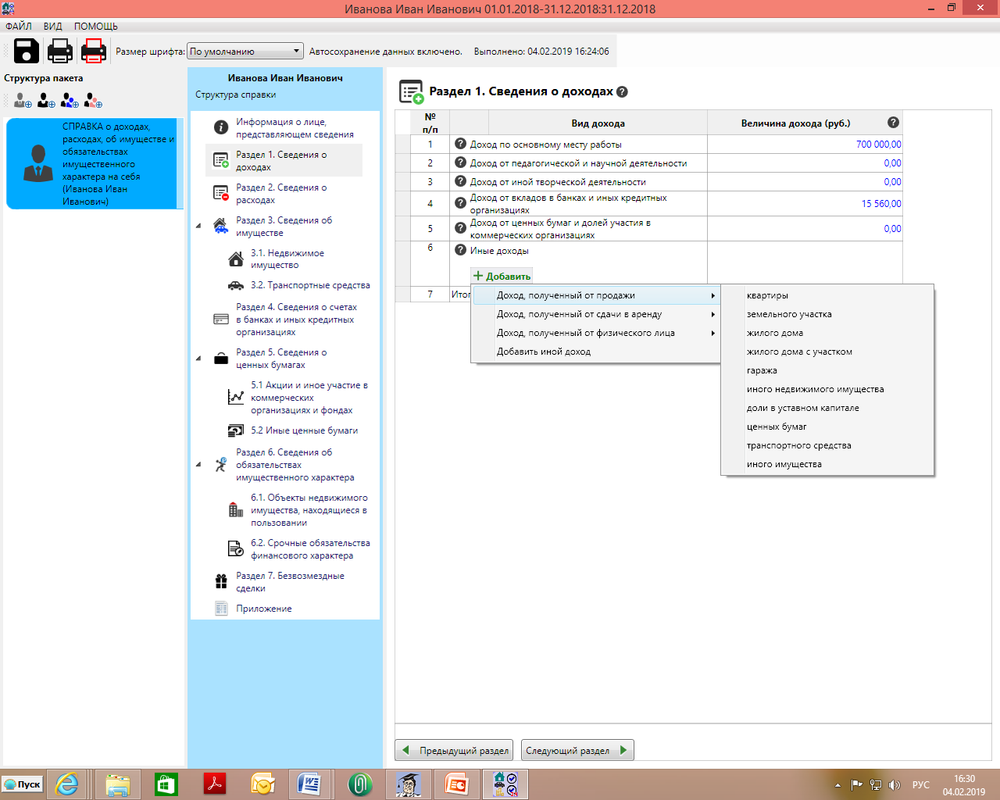 Иванова Иван Иванович 01.01.2018-31.12.2018:31.12.2018
ФАЙЛ ВИД ПОМОЩЬ
Размер шрифта: По умолчанию Автосохранение данных включено. Выполнено: 04.02.2019 16:24:06
Структура пакета
СПРАВКА о доходах,
расходах, об имуществе и
обязательствах
имущественного
характера на себя
(Иванова Иван
Иванович)
Иванова Иван Иванович
Структура справки
Информация о лице,
представляющем сведения
Раздел 1. Сведения о
доходах
Раздел 2. Сведения о
расходах
Раздел 3. Сведения об
имуществе
3.1. Недвижимое
имущество
3.2. Транспортные средства
Раздел 4. Сведения о счетах
в банках и иных кредитных
организациях
Раздел 5. Сведения о
ценных бумагах
5.1 Акции и иное участие в
коммерческих
организациях и фондах
5.2 Иные ценные бумаги
Раздел 6. Сведения об
обязательствах
имущественного характера
6.1. Объекты недвижимого
имущества, находящиеся в
пользовании
6.2. Срочные обязательства
финансового характера
Раздел 7. Безвозмездные
сделки
Приложение
Раздел 1. Сведения о доходах ?
№
п/п
Вид дохода
Величина дохода (руб.) ?
1 ? Доход по основному месту работы 700 000,00
2 ? Доход от педагогической и научной деятельности 0,00
3 ? Доход от иной творческой деятельности 0,00
4 ? Доход от вкладов в банках и иных кредитных
организациях 15 560,00
5 ? Доход от ценных бумаг и долей участия в
коммерческих организациях 0,00
6 ? Иные доходы
+ Добавить
7 Итог
Доход, полученный от продажи
Доход, полученный от сдачи в аренду
Доход, полученный от физического лица
Добавить иной доход
квартиры
земельного участка
жилого дома
жилого дома с участком
гаража
иного недвижимого имущества
доли в уставном капитале
ценных бумаг
транспортного средства
иного имущества
Предыдущий раздел Следующий раздел
Пуск
РУС
16:30
04.02.2019